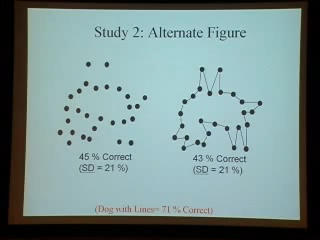 Study 2: Alternate Figure
45 % Correct
(SD = 21 %)
43 % Correct
(SD = 21 %)
(Dog with Lines= 71 % Correct)